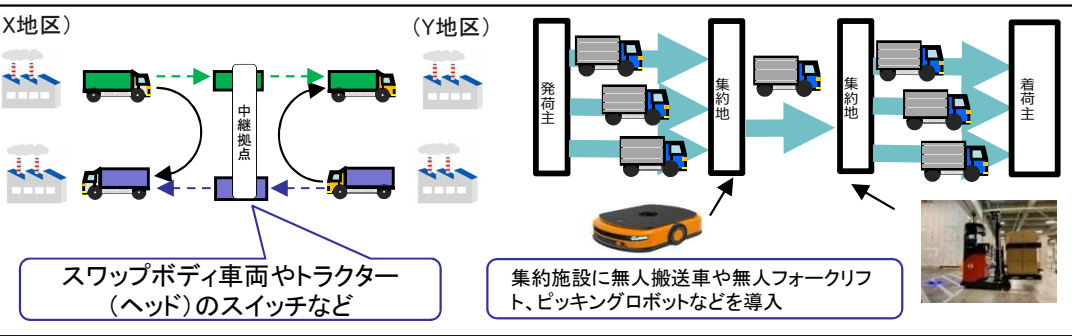 （X地区）
（Y地区）
中継拠点
スワップボディ車両やトラクター
（ヘッド）のスイッチなど
発荷主
集約地
集約地
着荷主
集約施設に無人搬送車や無人フォークリフ
ト、ピッキングロボットなどを導入